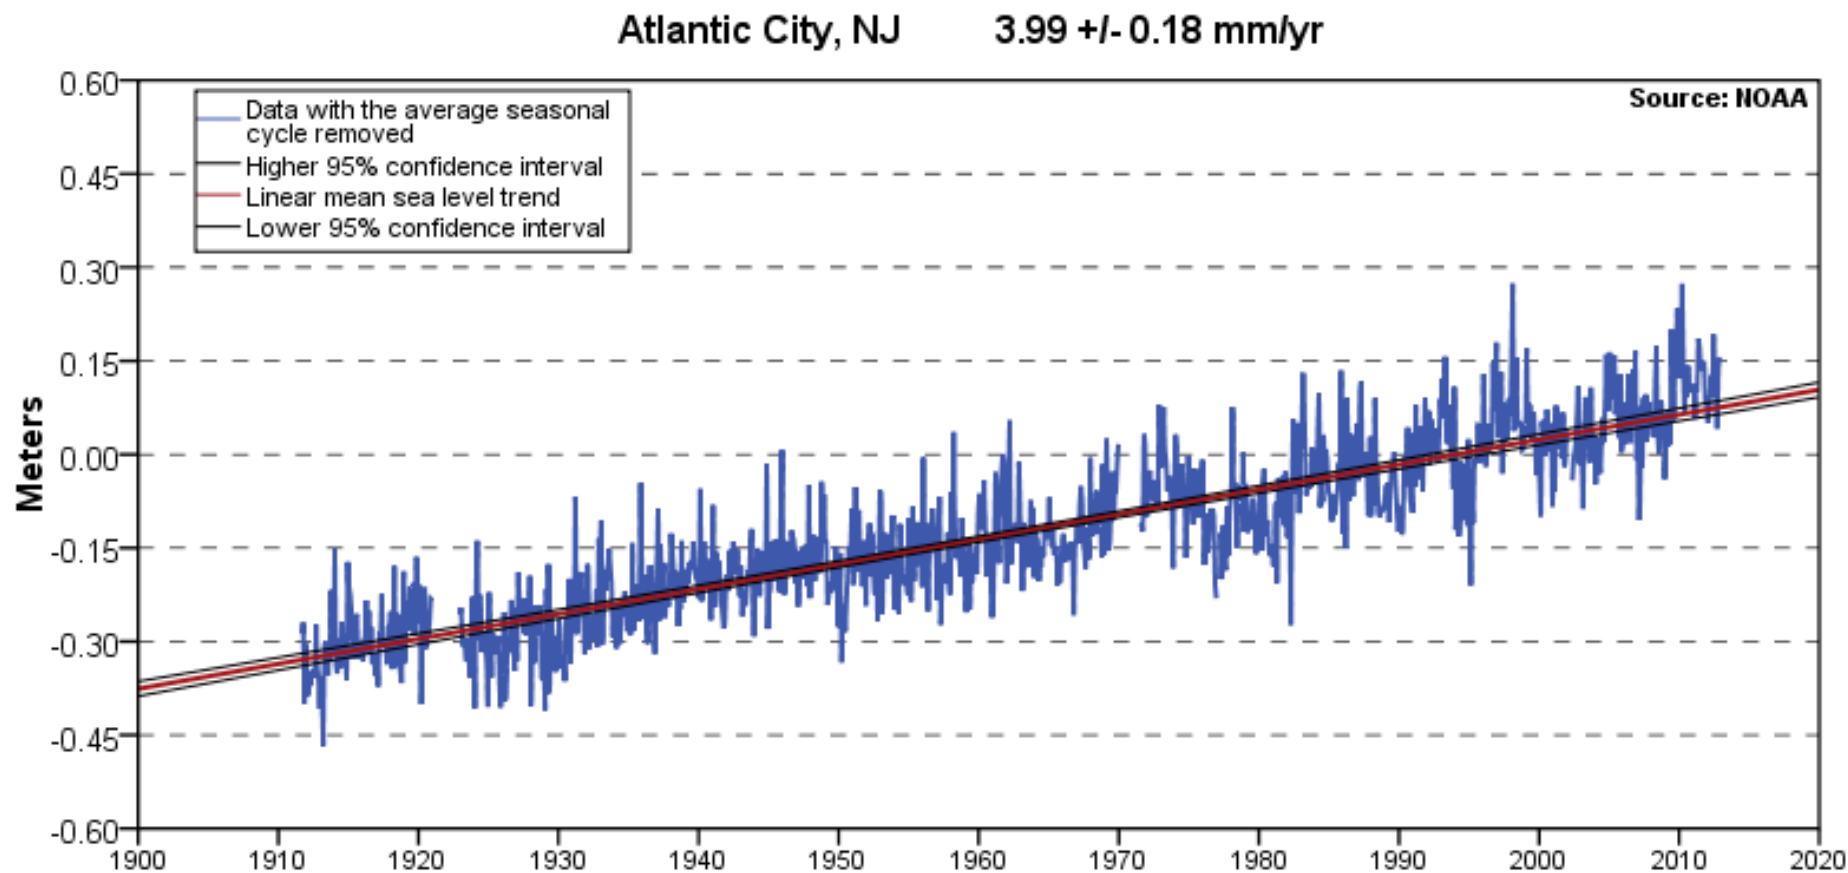 Atlantic City, NJ 3.99 +/- 0.18 mm/yr
0.60
Source: NOAA
Data with the average seasonal
cycle removed
Higher 95% confidence interval
Linear mean sea level trend
Lower 95% confidence interval
0.45
0.30
0.15
0.00
-0.15
-0.30
-0.45
-0.60
Meters
1900 1910 1920 1930 1940 1950 1960 1970 1980 1990 2000 2010 2020